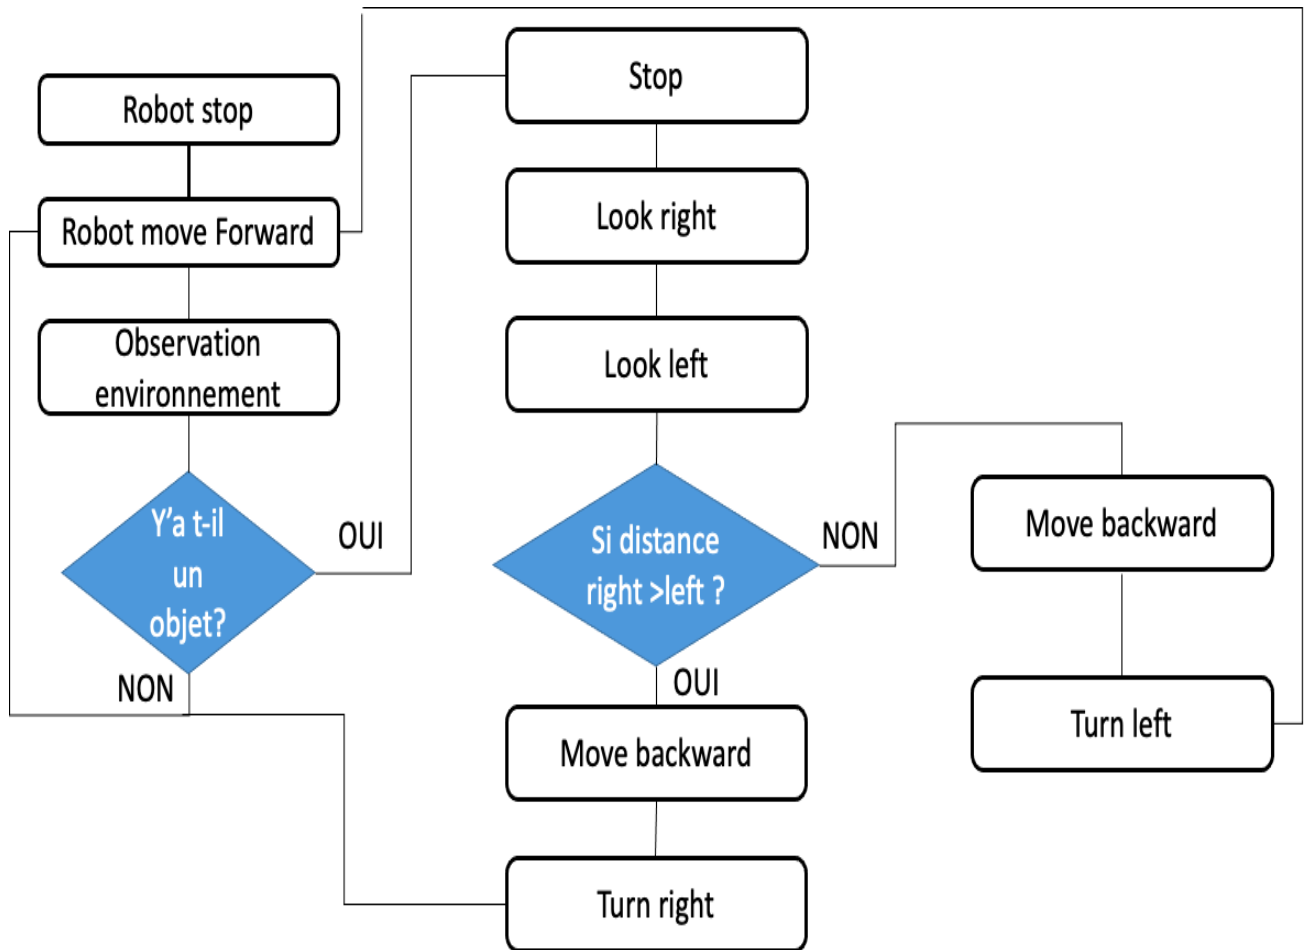 Robot stop
Robot move Forward
Observation
environnement
Y'a t-il
un
objet?
OUI
NON
Stop
Look right
Look left
Si distance
right >left ?
NON
OUI
Move backward
Turn right
Move backward
Turn left